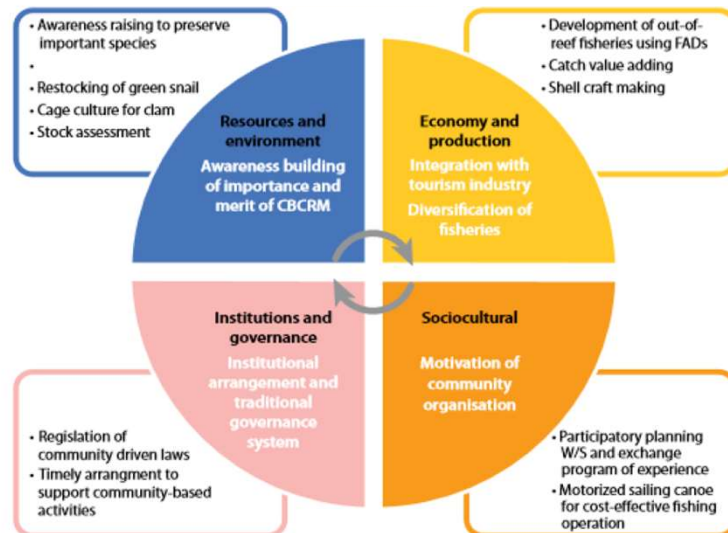 • Awareness raising to preserve
important species
•
• Restocking of green snail
• Cage culture for clam
• Stock assessment
Resources and
environment
Awareness building
of importance and
merit of CBCRM
• Development of out-of-
reef fisheries using FADs
• Catch value adding
• Shell craft making
Economy and
production
Integration with
tourism industry
Diversification of
fisheries
Institutions and
governance
Institutional
arrangement and
traditional
governance
system
• Regislation of
community driven laws
• Timely arrangment to
support community-based
activities
Sociocultural
Motivation of
community
organisation
• Participatory planning
W/S and exchange
program of experience
• Motorized sailing canoe
for cost-effective fishing
operation